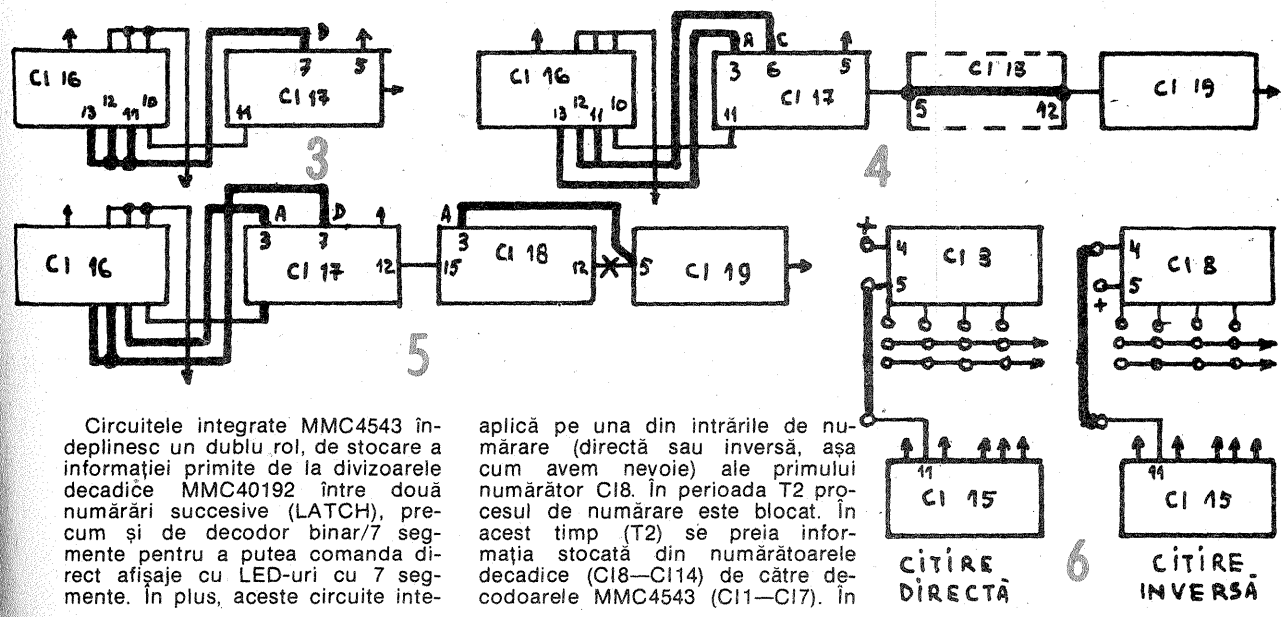 CI 16
12 11 10
13
D
7
5
CI 17
11
3
CI 16
12
11
10
13
A
C
3
6
5
CI 17
11
CI 18
5
12
CI 19
4
CI 16
A
D
3
7
CI 17
12
A
3
CI 18
15
12
5
CI 19
5
+
4
5
CI 8
11
CI 15
CITIRE
DIRECTĂ
4
5
+
CI 8
11
CI 15
CITIRE
INVERSĂ
6
Circuitele integrate MMC4543 în-
deplinesc un dublu rol, de stocare a
informației primite de la divizoarele
decadice MMC40192 între două
numărări succesive (LATCH), pre-
cum și de decodor binar/7 seg-
mente pentru a putea comanda di-
rect afișaje cu LED-uri cu 7 seg-
mente. În plus, aceste circuite inte-
aplică pe una din intrările de nu-
mărare (directă sau inversă, așa
cum avem nevoie) ale primului
numărător CI8. În perioada T2 pro-
cesul de numărare este blocat. În
acest timp (T2) se preia infor-
mația stocată din numărătoarele
decadice (CI8—CI14) de către de-
codoarele MMC4543 (CI1—CI7). În